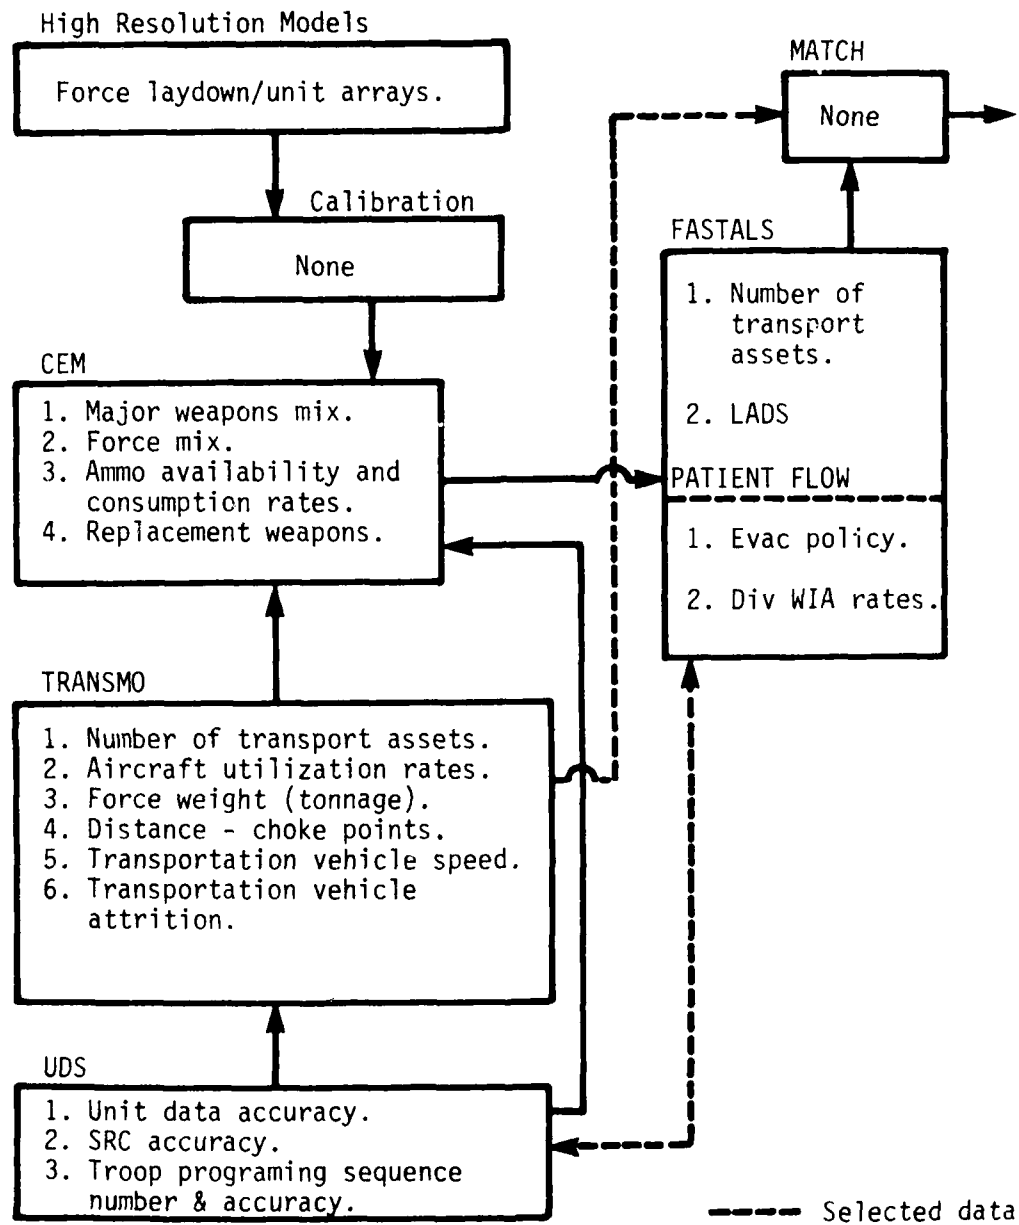 High Resolution Models
Force laydown/unit arrays.
Calibration
None
CEM
1. Major weapons mix.
2. Force mix.
3. Ammo availability and
consumption rates.
4. Replacement weapons.
TRANSMO
1. Number of transport assets.
2. Aircraft utilization rates.
3. Force weight (tonnage).
4. Distance - choke points.
5. Transportation vehicle speed.
6. Transportation vehicle
attrition.
UDS
1. Unit data accuracy.
2. SRC accuracy.
3. Troop programing sequence
number & accuracy.
MATCH
None
FASTALS
1. Number of
transport
assets.
2. LADS
PATIENT FLOW
1. Evac policy.
2. Div WIA rates.
Selected data